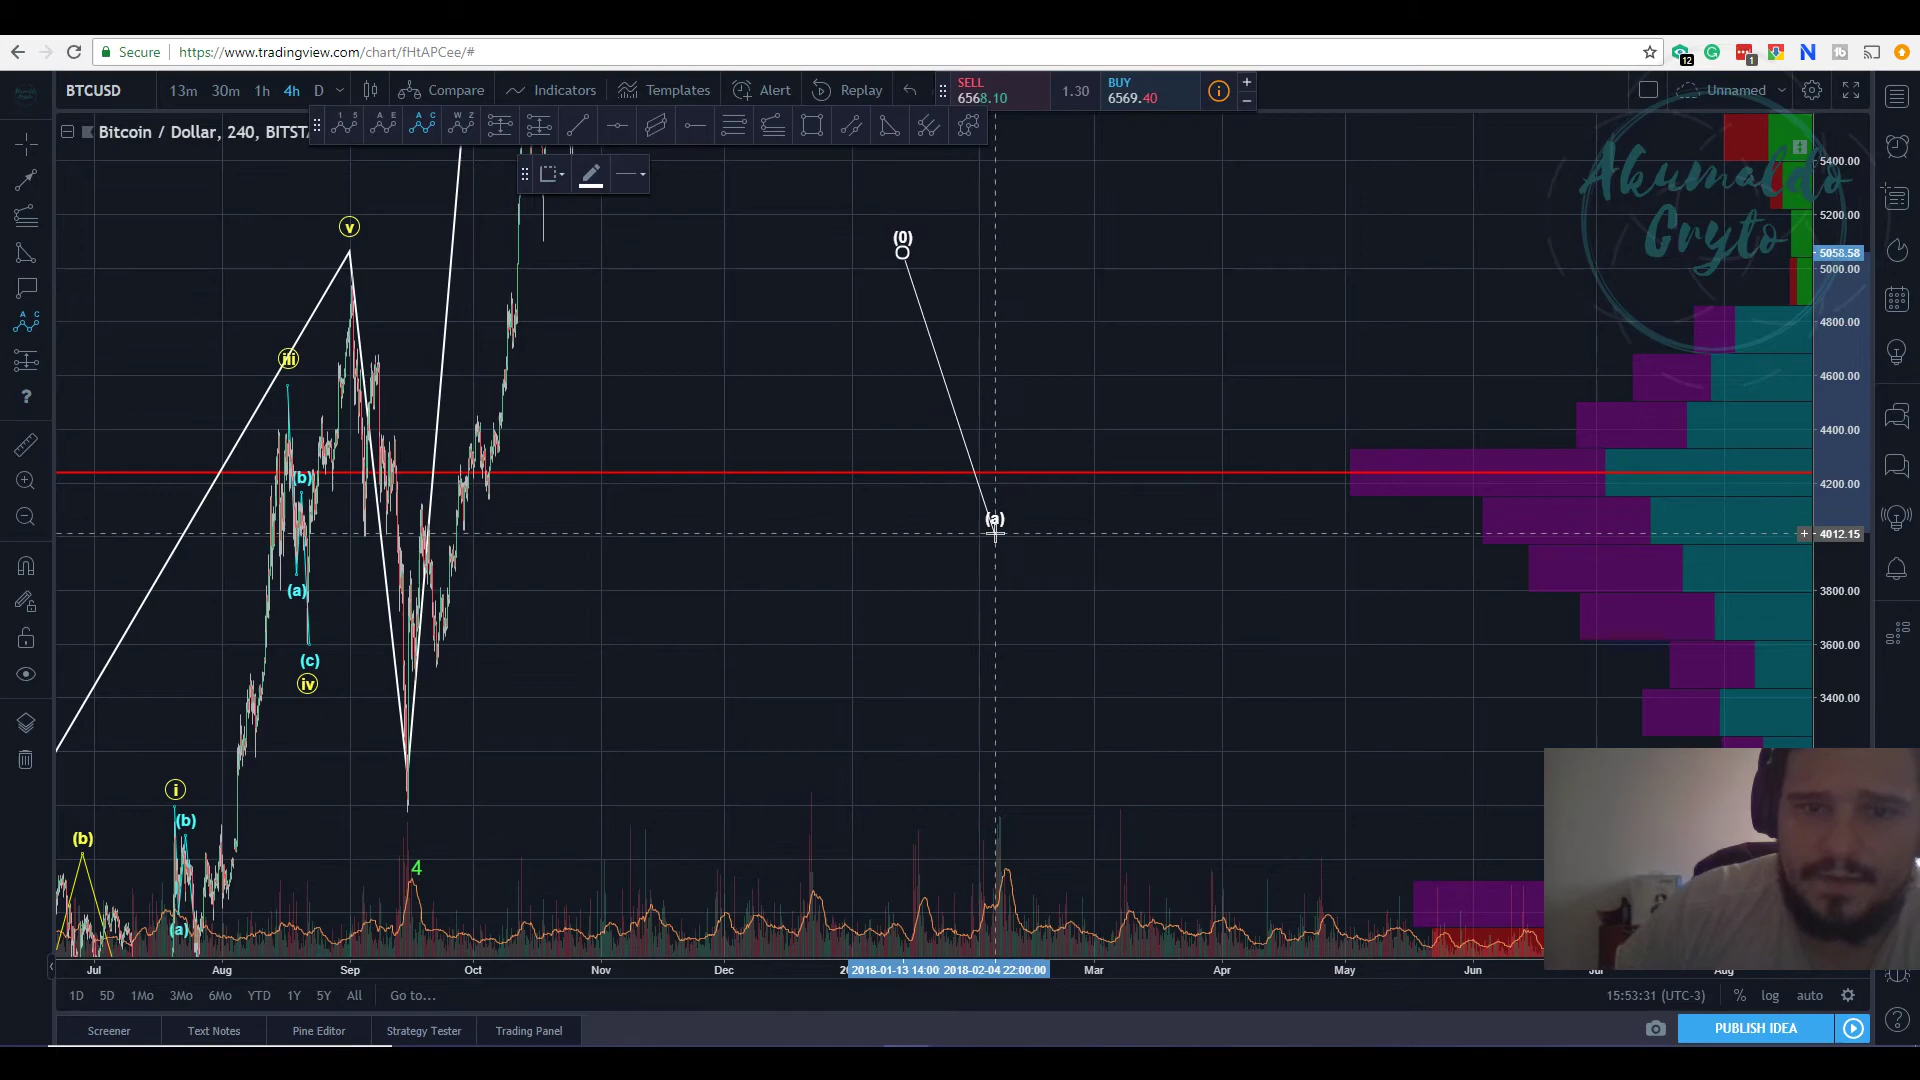 Secure https://www.tradingview.com/chart/fHtAPCee/#
12
1
BTCUSD 13m 30m 1h 4h D Compare Indicators Templates Alert Replay SELL 6568.10 1.30 BUY 6569.40 Unnamed
Bitcoin / Dollar, 240, BITSTA
Akumaldo
Cryto
5400.00
5200.00
5058.58
5000.00
4800.00
4600.00
4400.00
4200.00
4012.15
3800.00
3600.00
3400.00
v
(0)
iii
(b)
(a)
(a)
(c)
iv
i
(b)
(b)
4
(a)
Jul Aug Sep Oct Nov Dec 2018-01-13 14:00 2018-02-04 22:00:00 Mar Apr May Jun Aug
1D 5D 1Mo 3Mo 6Mo YTD 1Y 5Y All Go to... 15:53:31 (UTC-3) % log auto
Screener Text Notes Pine Editor Strategy Tester Trading Panel PUBLISH IDEA